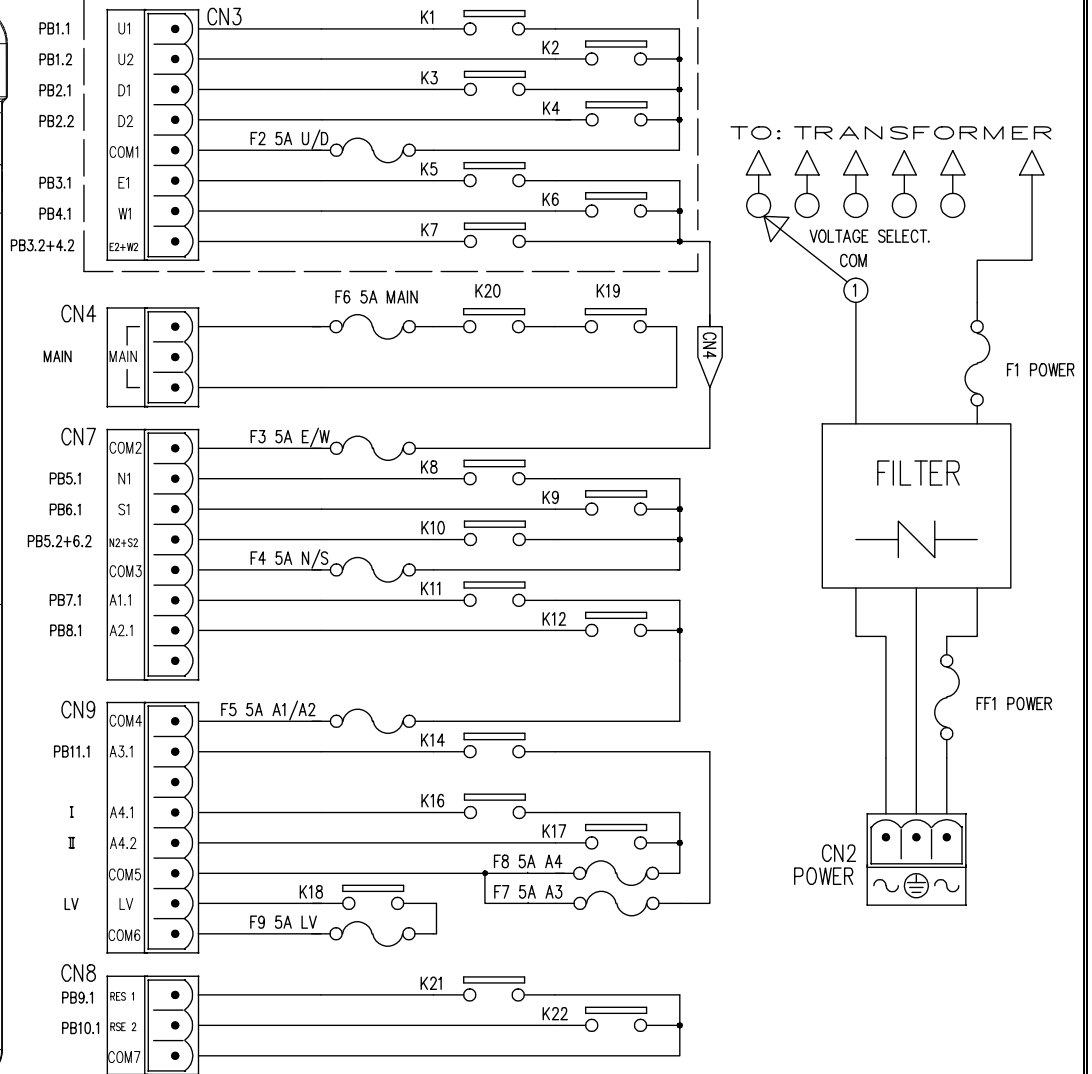 CN3
PB1.1 U1 K1
PB1.2 U2 K2
PB2.1 D1 K3
PB2.2 D2 K4
COM1 F2 5A U/D
PB3.1 E1 K5
PB4.1 W1 K6
PB3.2+4.2 E2+W2 K7
CN4
F6 5A MAIN K20 K19
MAIN MAIN
CN4
CN7
COM2 F3 5A E/W
PB5.1 N1 K8
PB6.1 S1 K9
PB5.2+6.2 N2+S2 K10
COM3 F4 5A N/S
PB7.1 A1.1 K11
PB8.1 A2.1 K12
CN9
COM4 F5 5A A1/A2
PB11.1 A3.1 K14
I A4.1 K16
II A4.2 K17
COM5 F8 5A A4
F7 5A A3
LV LV K18
COM6 F9 5A LV
CN8
PB9.1 RES 1 K21
PB10.1 RSE 2 K22
COM7
TO: TRANSFORMER
VOLTAGE SELECT.
COM
1
F1 POWER
FILTER
FF1 POWER
CN2
POWER